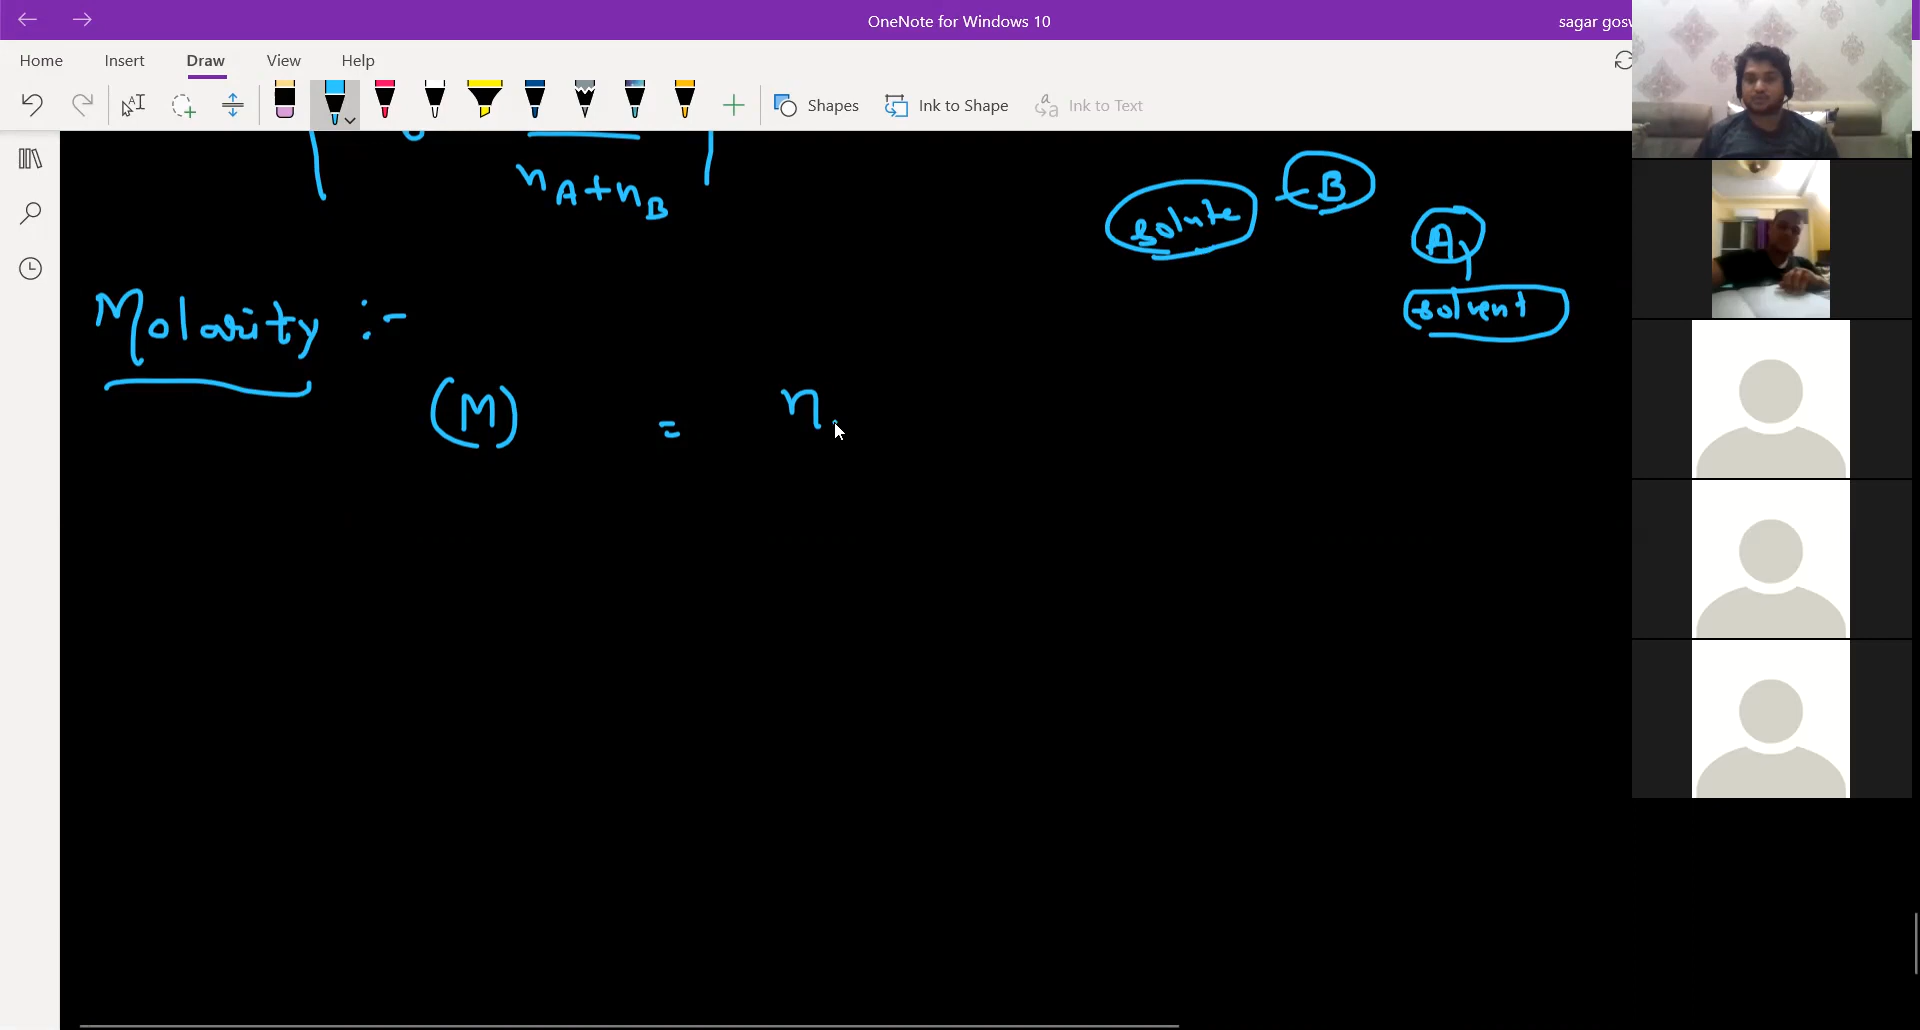 OneNote for Windows 10
sagar gosw
Home Insert Draw View Help
Shapes Ink to Shape Ink to Text
nA+nB
solute B
A
solvent
Molarity :-
(M) = n